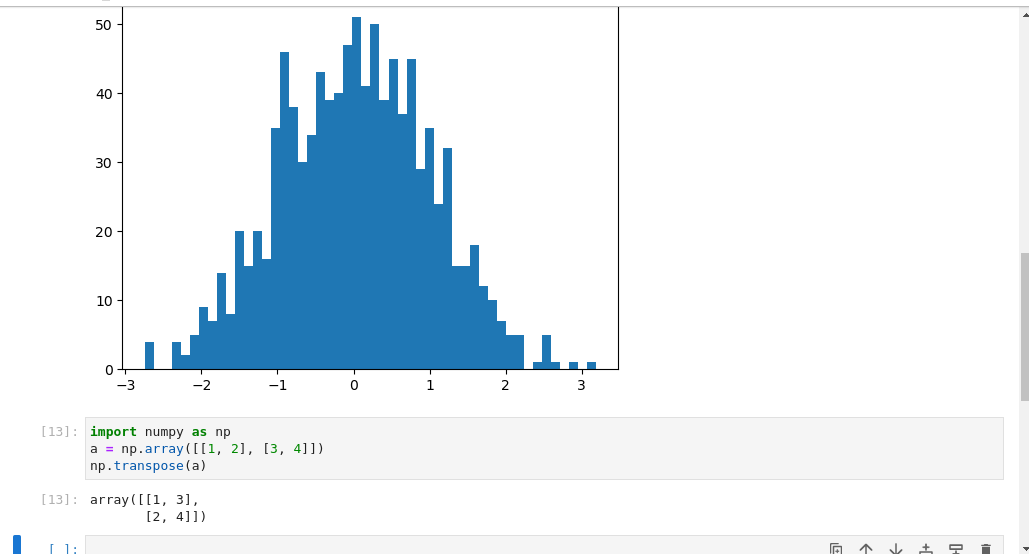 50
40
30
20
10
0
−3 −2 −1 0 1 2 3
[13]: import numpy as np
a = np.array([[1, 2], [3, 4]])
np.transpose(a)
[13]: array([[1, 3],
[2, 4]])
[ ]: